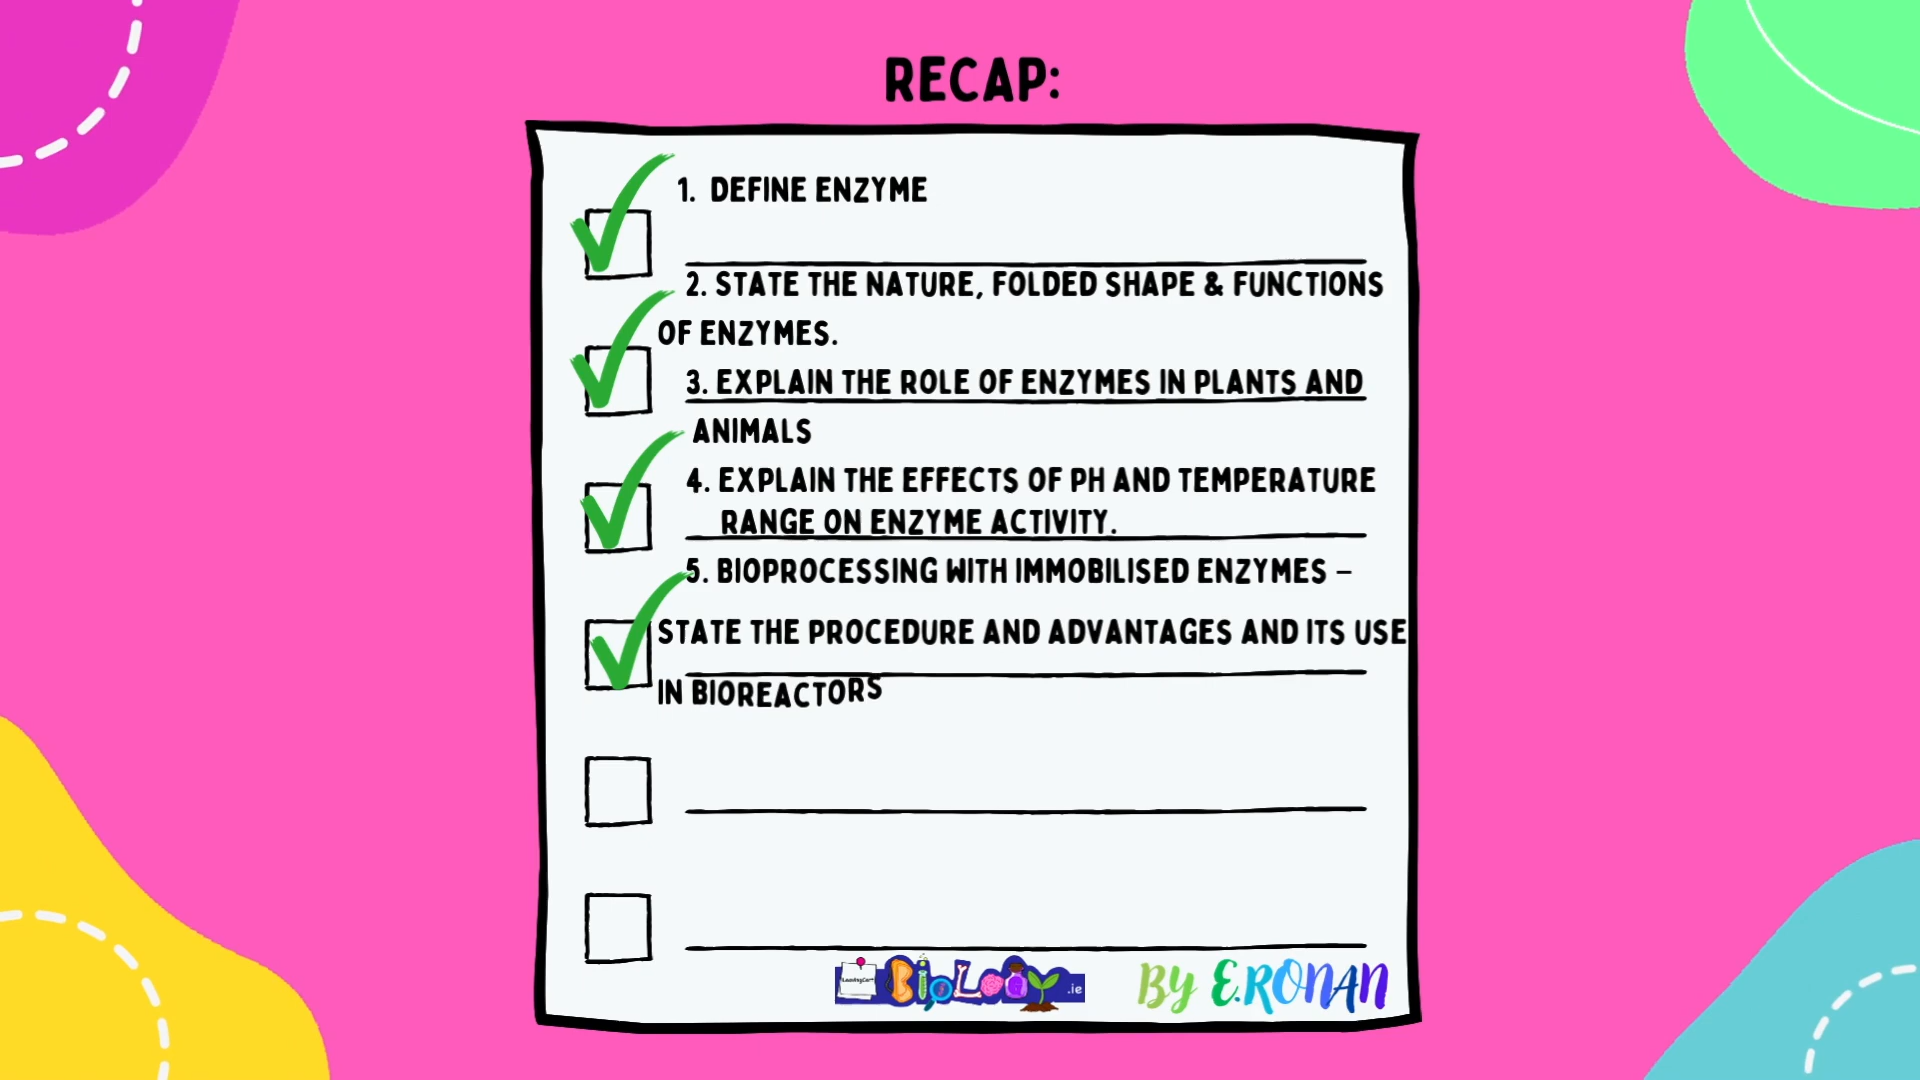 RECAP:
1. DEFINE ENZYME
2. STATE THE NATURE, FOLDED SHAPE & FUNCTIONS
OF ENZYMES.
3. EXPLAIN THE ROLE OF ENZYMES IN PLANTS AND
ANIMALS
4. EXPLAIN THE EFFECTS OF PH AND TEMPERATURE
RANGE ON ENZYME ACTIVITY.
5. BIOPROCESSING WITH IMMOBILISED ENZYMES –
STATE THE PROCEDURE AND ADVANTAGES AND ITS USE
IN BIOREACTORS
LeavingCert BioLogy .ie
By E.RONAN